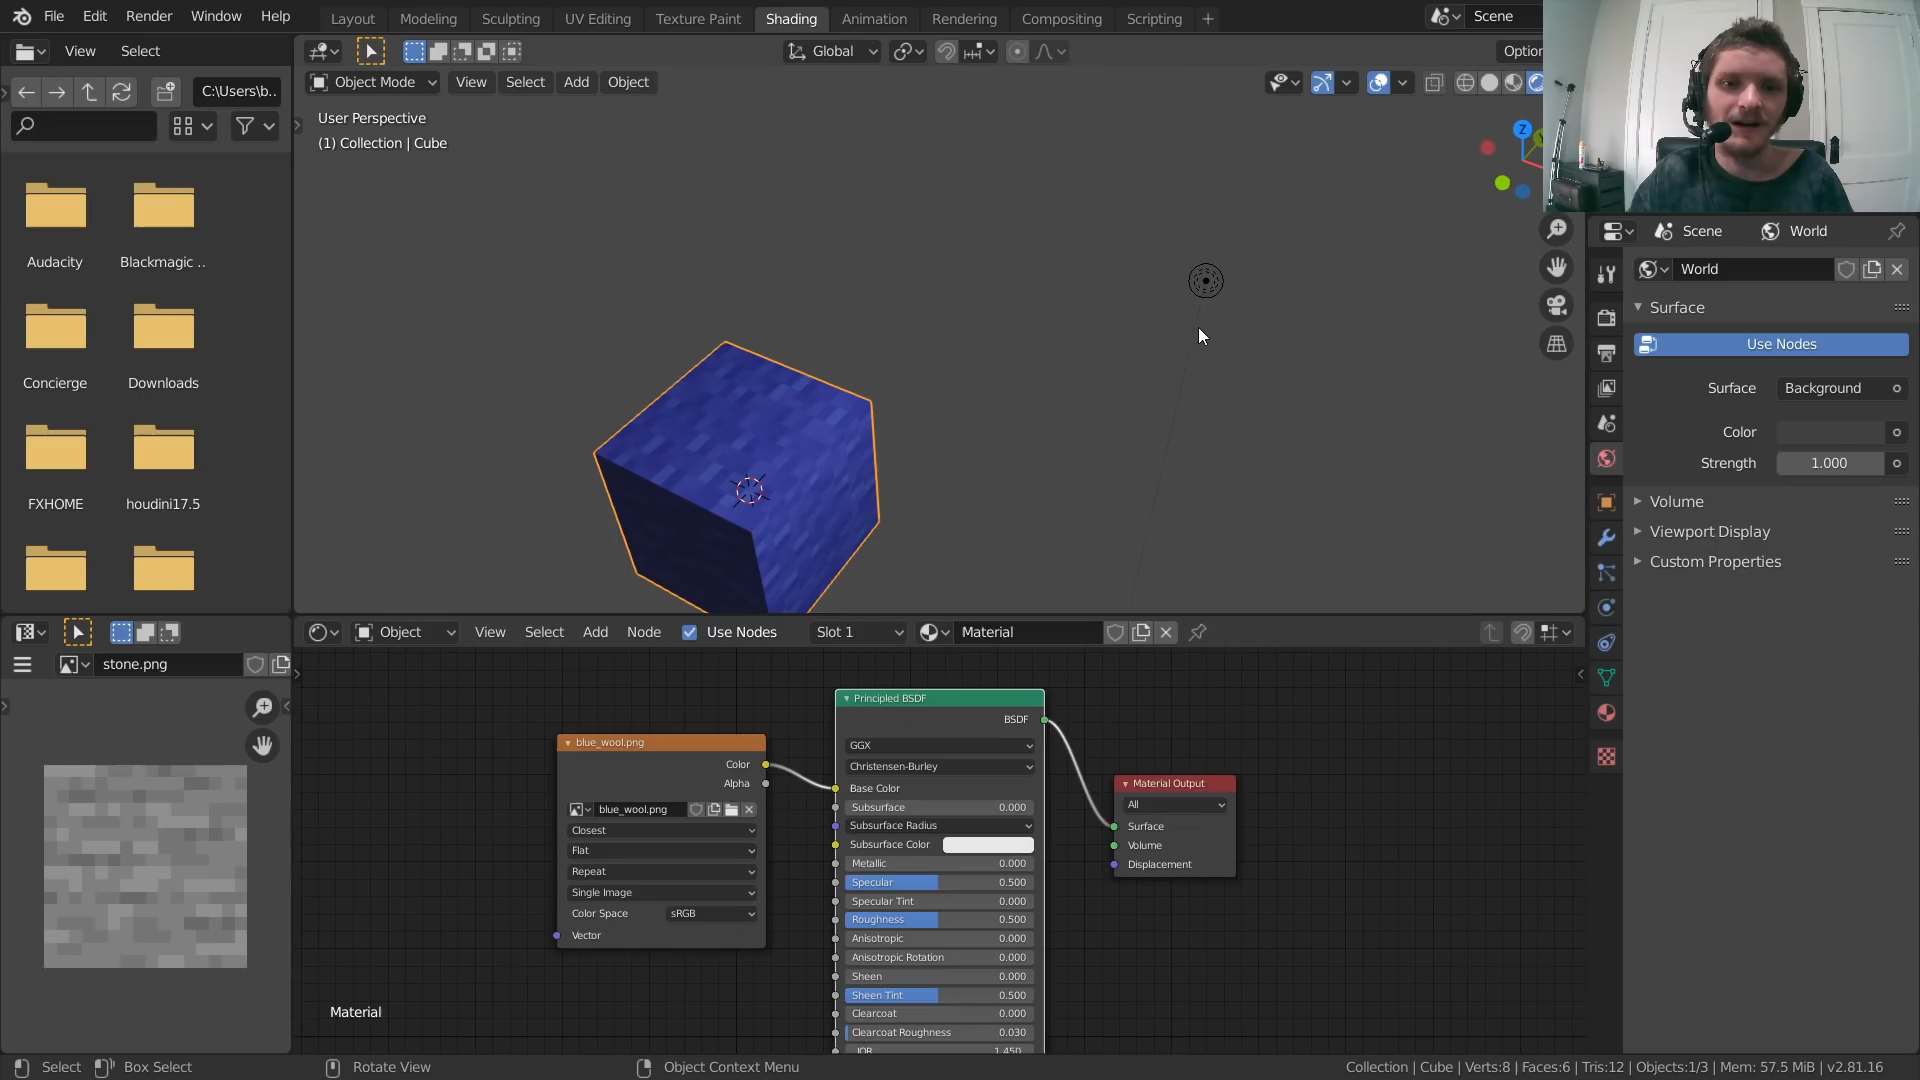 File Edit Render Window Help Layout Modeling Sculpting UV Editing Texture Paint Shading Animation Rendering Compositing Scripting + Scene
View Select Global Optior
C:\Users\b.. Object Mode View Select Add Object
User Perspective
(1) Collection | Cube
Z
Audacity Blackmagic ..
Concierge Downloads
FXHOME houdini17.5
Scene World
World
Surface
Use Nodes
Surface Background
Color
Strength 1.000
Volume
Viewport Display
Custom Properties
Object View Select Add Node Use Nodes Slot 1 Material
stone.png
blue_wool.png
Color
Alpha
blue_wool.png
Closest
Flat
Repeat
Single Image
Color Space sRGB
Vector
Principled BSDF
BSDF
GGX
Christensen-Burley
Base Color
Subsurface 0.000
Subsurface Radius
Subsurface Color
Metallic 0.000
Specular 0.500
Specular Tint 0.000
Roughness 0.500
Anisotropic 0.000
Anisotropic Rotation 0.000
Sheen 0.000
Sheen Tint 0.500
Clearcoat 0.000
Clearcoat Roughness 0.030
IOR 1.450
Material Output
All
Surface
Volume
Displacement
Material
Select Box Select Rotate View Object Context Menu Collection | Cube | Verts:8 | Faces:6 | Tris:12 | Objects:1/3 | Mem: 57.5 MiB | v2.81.16